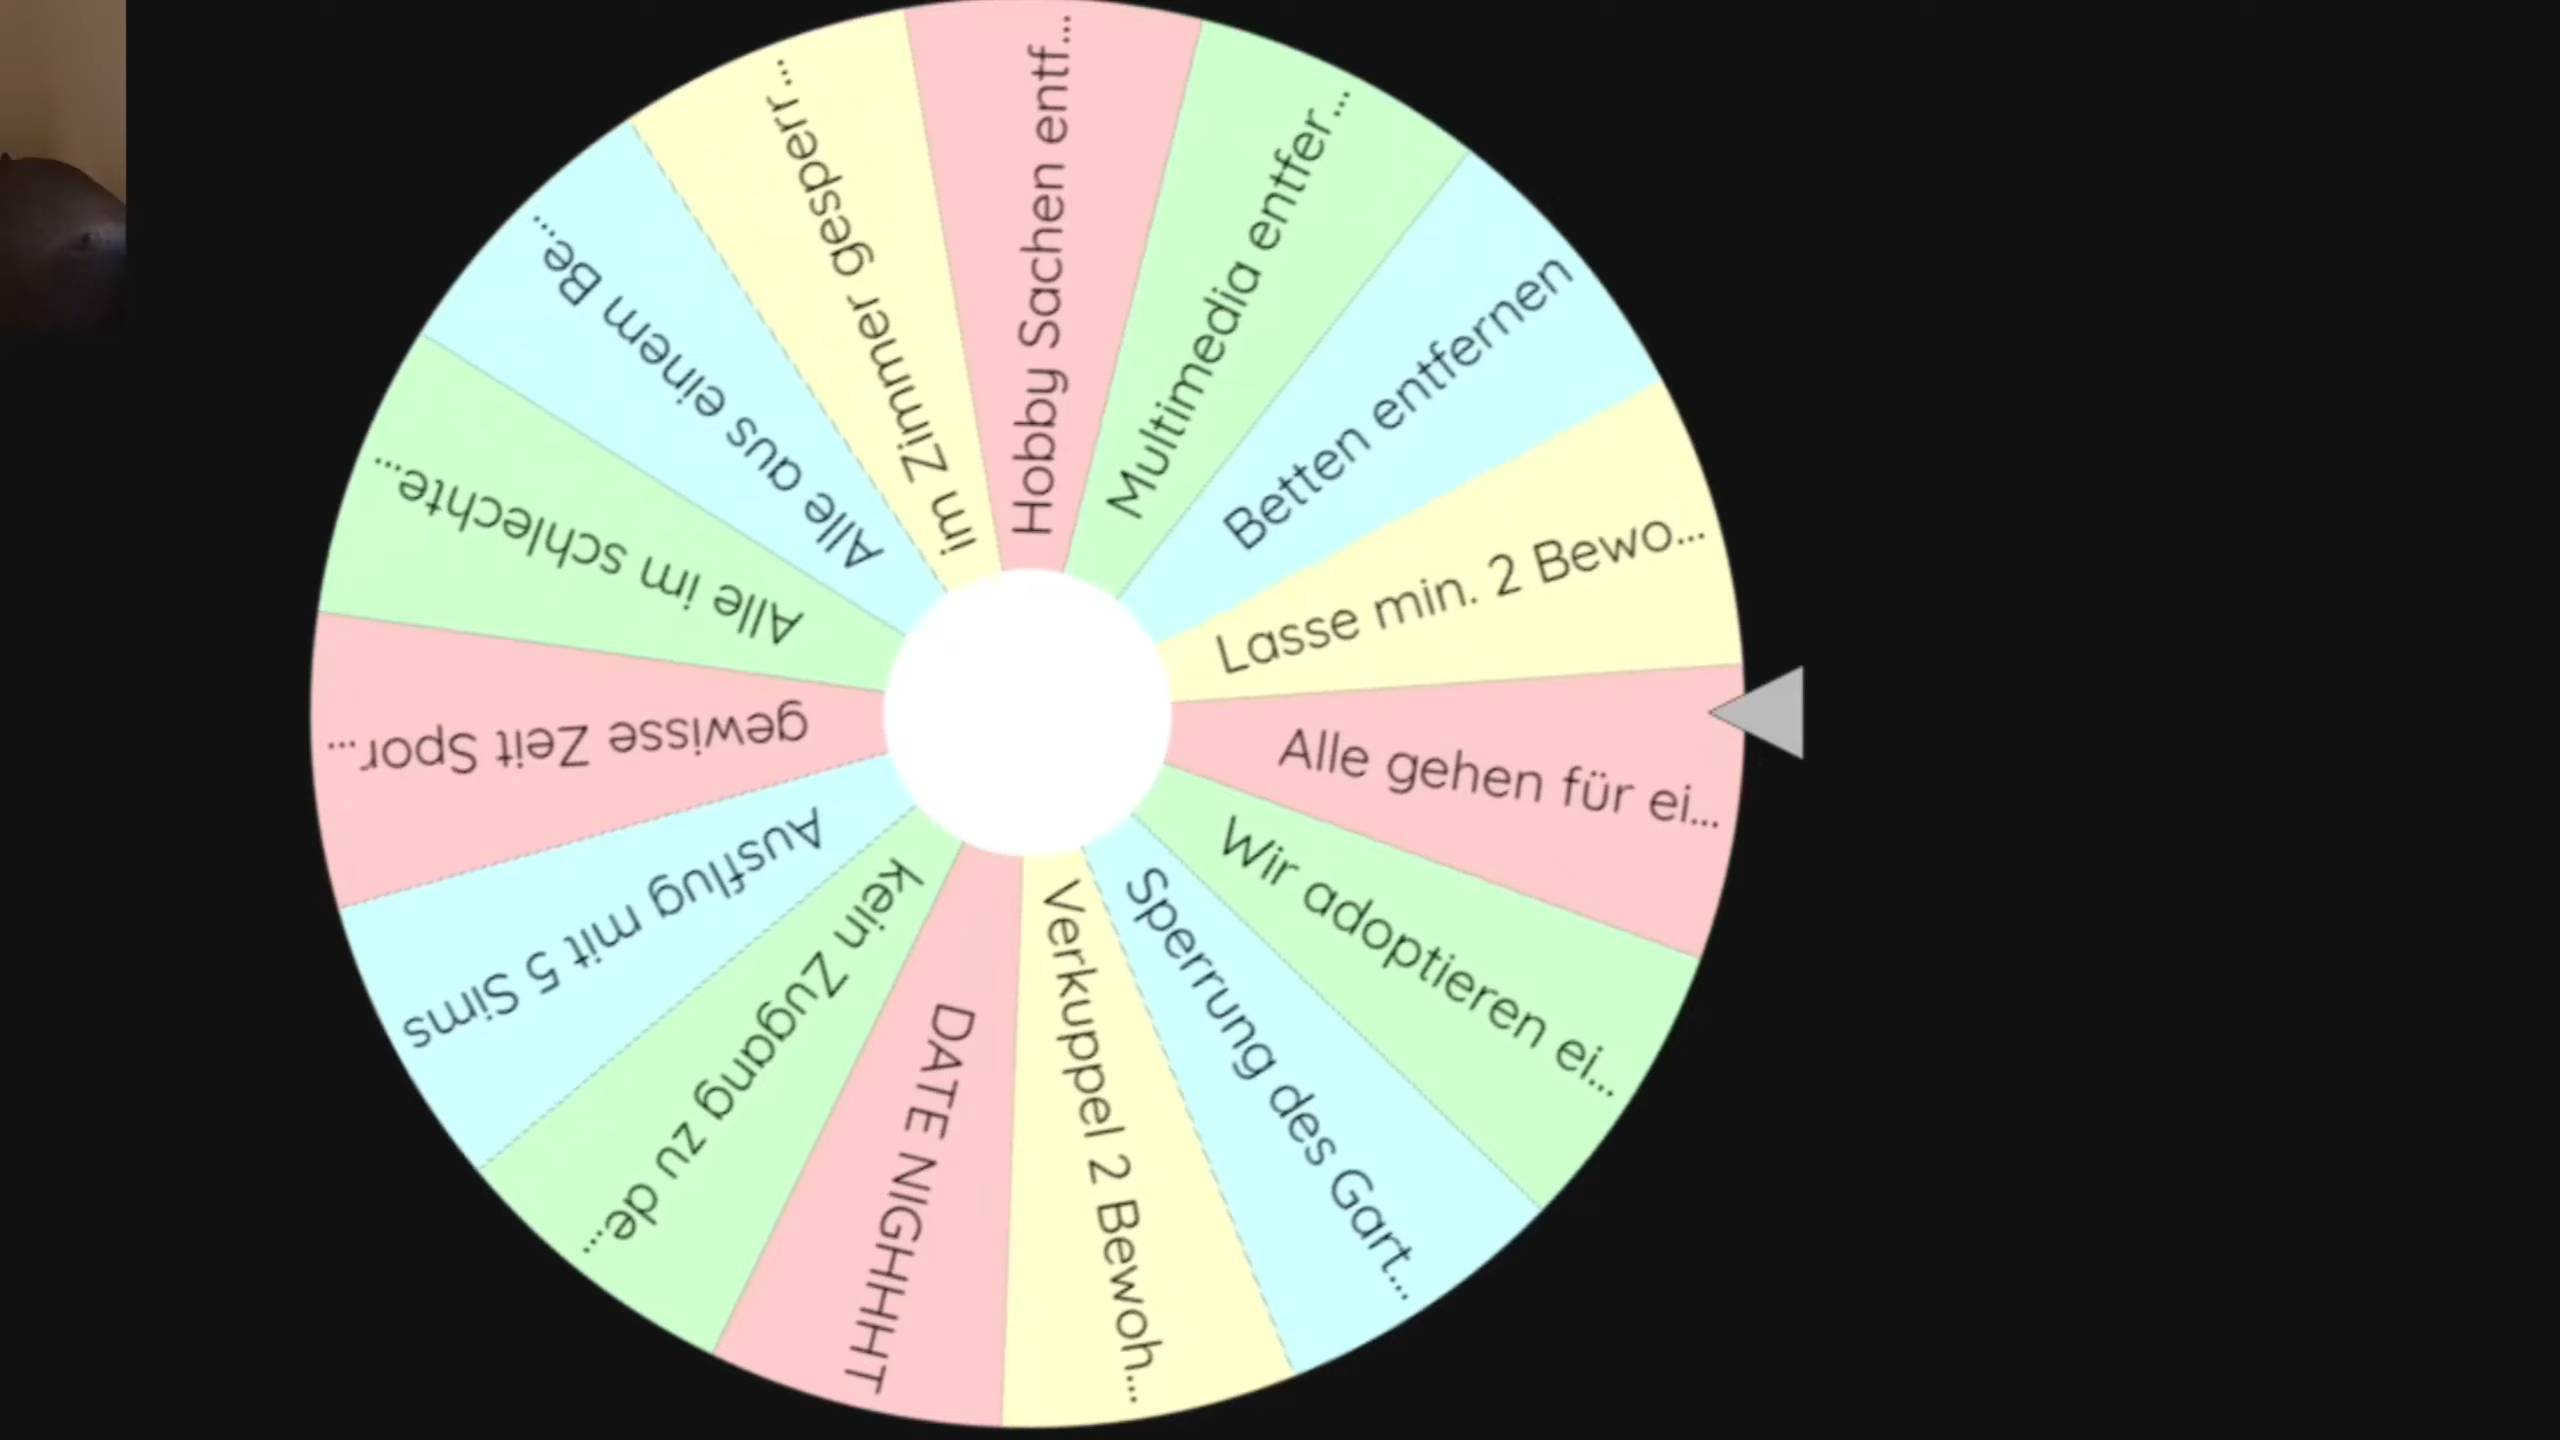 Hobby Sachen entf...
Multimedia entfer...
Betten entfernen
Lasse min. 2 Bewo...
Alle gehen für ei...
Wir adoptieren ei...
Sperrung des Gart...
Verkuppel 2 Bewoh...
DATE NIGHHHT
kein Zugang zu de...
Ausflug mit 5 Sims
gewisse Zeit Spor...
Alle im schlechte...
Alle aus einem Be...
im Zimmer gesperr...